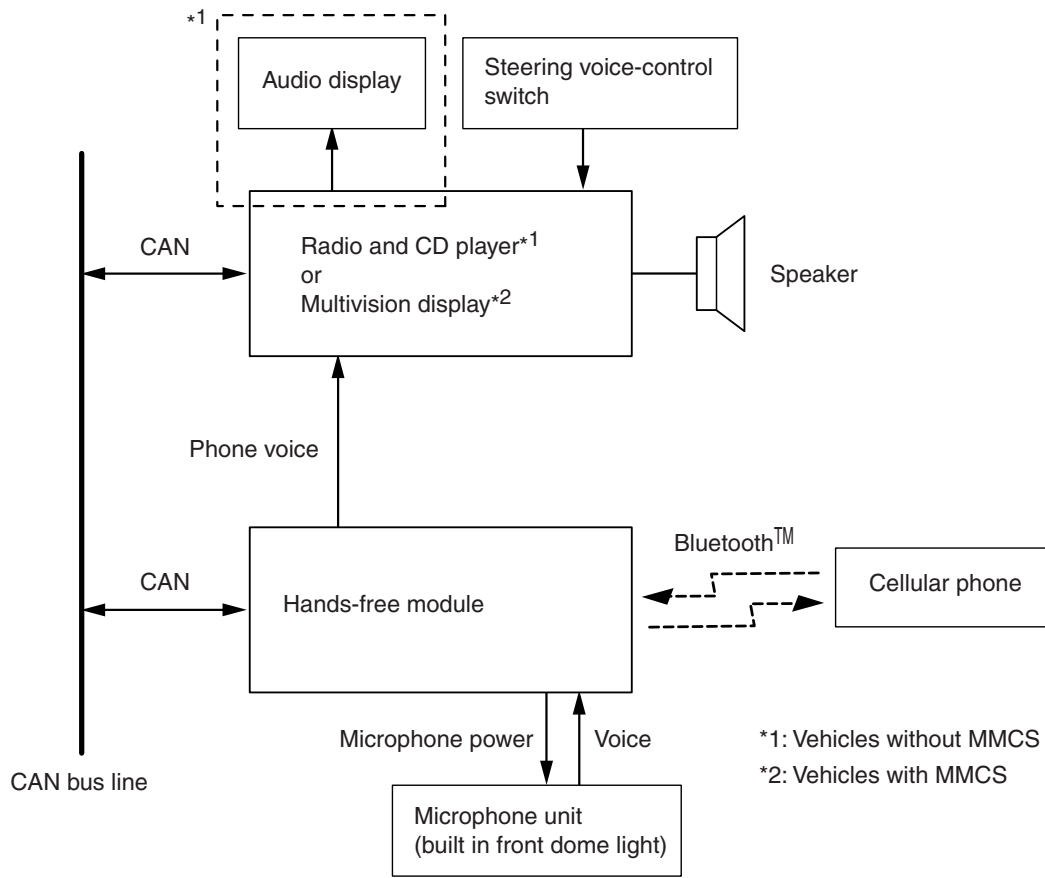 *1
Audio display
Steering voice-control
switch
CAN
Radio and CD player*1
or
Multivision display*2
Speaker
Phone voice
Bluetooth™
CAN
Hands-free module
Cellular phone
Microphone power
Voice
*1: Vehicles without MMCS
*2: Vehicles with MMCS
CAN bus line
Microphone unit
(built in front dome light)